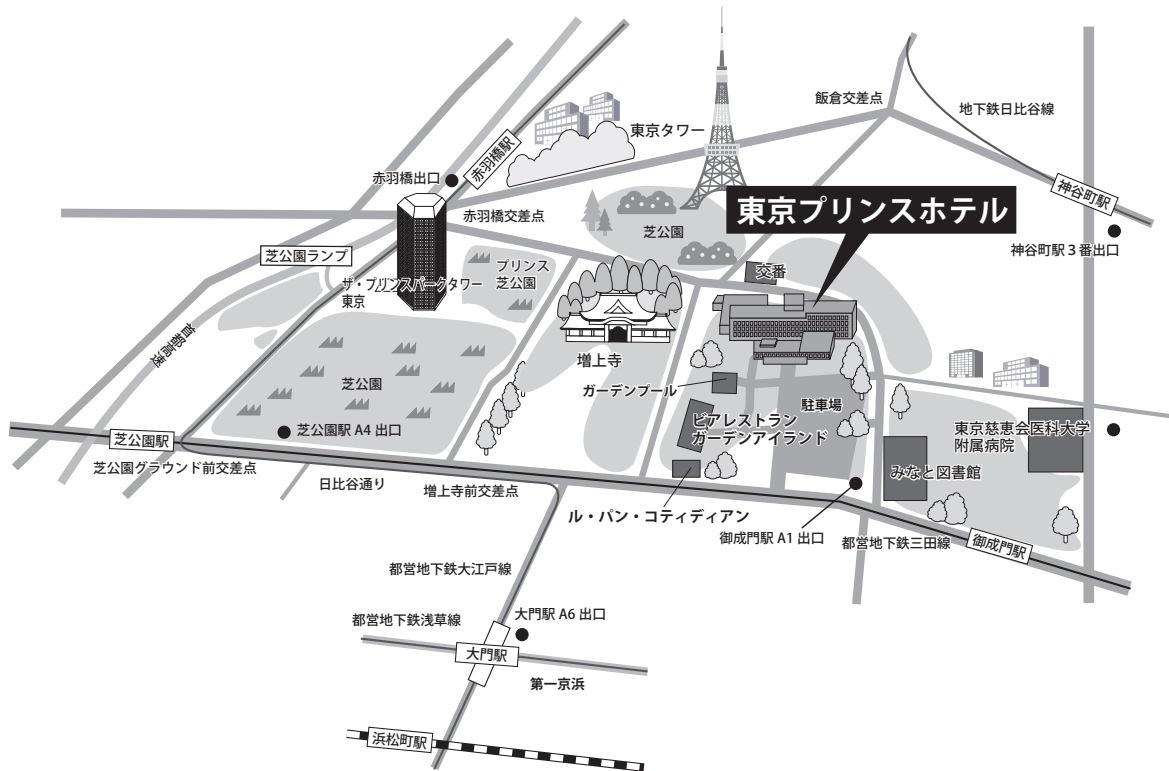 飯倉交差点
地下鉄日比谷線
東京タワー
赤羽橋駅
赤羽橋出口
神谷町駅
東京プリンスホテル
赤羽橋交差点
芝公園
神谷町駅3番出口
芝公園ランプ
プリンス
芝公園
交番
ザ・プリンスパークタワー
東京
首都高速
増上寺
芝公園
ガーデンプール
駐車場
ビアレストラン
ガーデンアイランド
東京慈恵会医科大学
附属病院
芝公園駅 A4 出口
芝公園駅
みなと図書館
芝公園グラウンド前交差点
日比谷通り
増上寺前交差点
ル・パン・コティディアン
御成門駅 A1 出口
都営地下鉄三田線
御成門駅
都営地下鉄大江戸線
大門駅 A6 出口
都営地下鉄浅草線
大門駅
第一京浜
浜松町駅